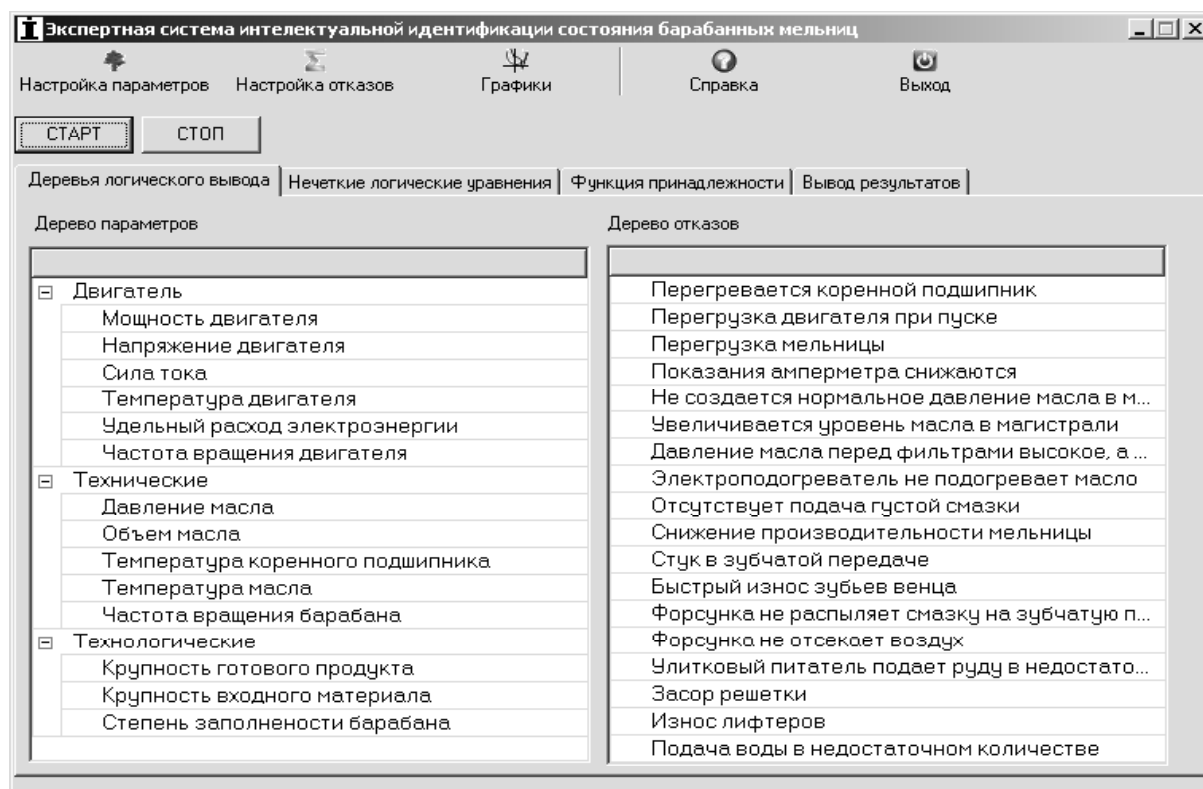 Экспертная система интелектуальной идентификации состояния барабанных мельниц
Настройка параметров Настройка отказов Графики Справка Выход
СТАРТ СТОП
Деревья логического вывода Нечеткие логические уравнения Функция принадлежности Вывод результатов
Дерево параметров
Двигатель
Мощность двигателя
Напряжение двигателя
Сила тока
Температура двигателя
Удельный расход электроэнергии
Частота вращения двигателя
Технические
Давление масла
Объем масла
Температура коренного подшипника
Температура масла
Частота вращения барабана
Технологические
Крупность готового продукта
Крупность входного материала
Степень заполнености барабана
Дерево отказов
Перегревается коренной подшипник
Перегрузка двигателя при пуске
Перегрузка мельницы
Показания амперметра снижаются
Не создается нормальное давление масла в м...
Увеличивается уровень масла в магистрали
Давление масла перед фильтрами высокое, а ...
Электроподогреватель не подогревает масло
Отсутствует подача густой смазки
Снижение производительности мельницы
Стук в зубчатой передаче
Быстрый износ зубьев венца
Форсунка не распыляет смазку на зубчатую п...
Форсунка не отсекает воздух
Улитковый питатель подает руду в недостато...
Засор решетки
Износ лифтеров
Подача воды в недостаточном количестве